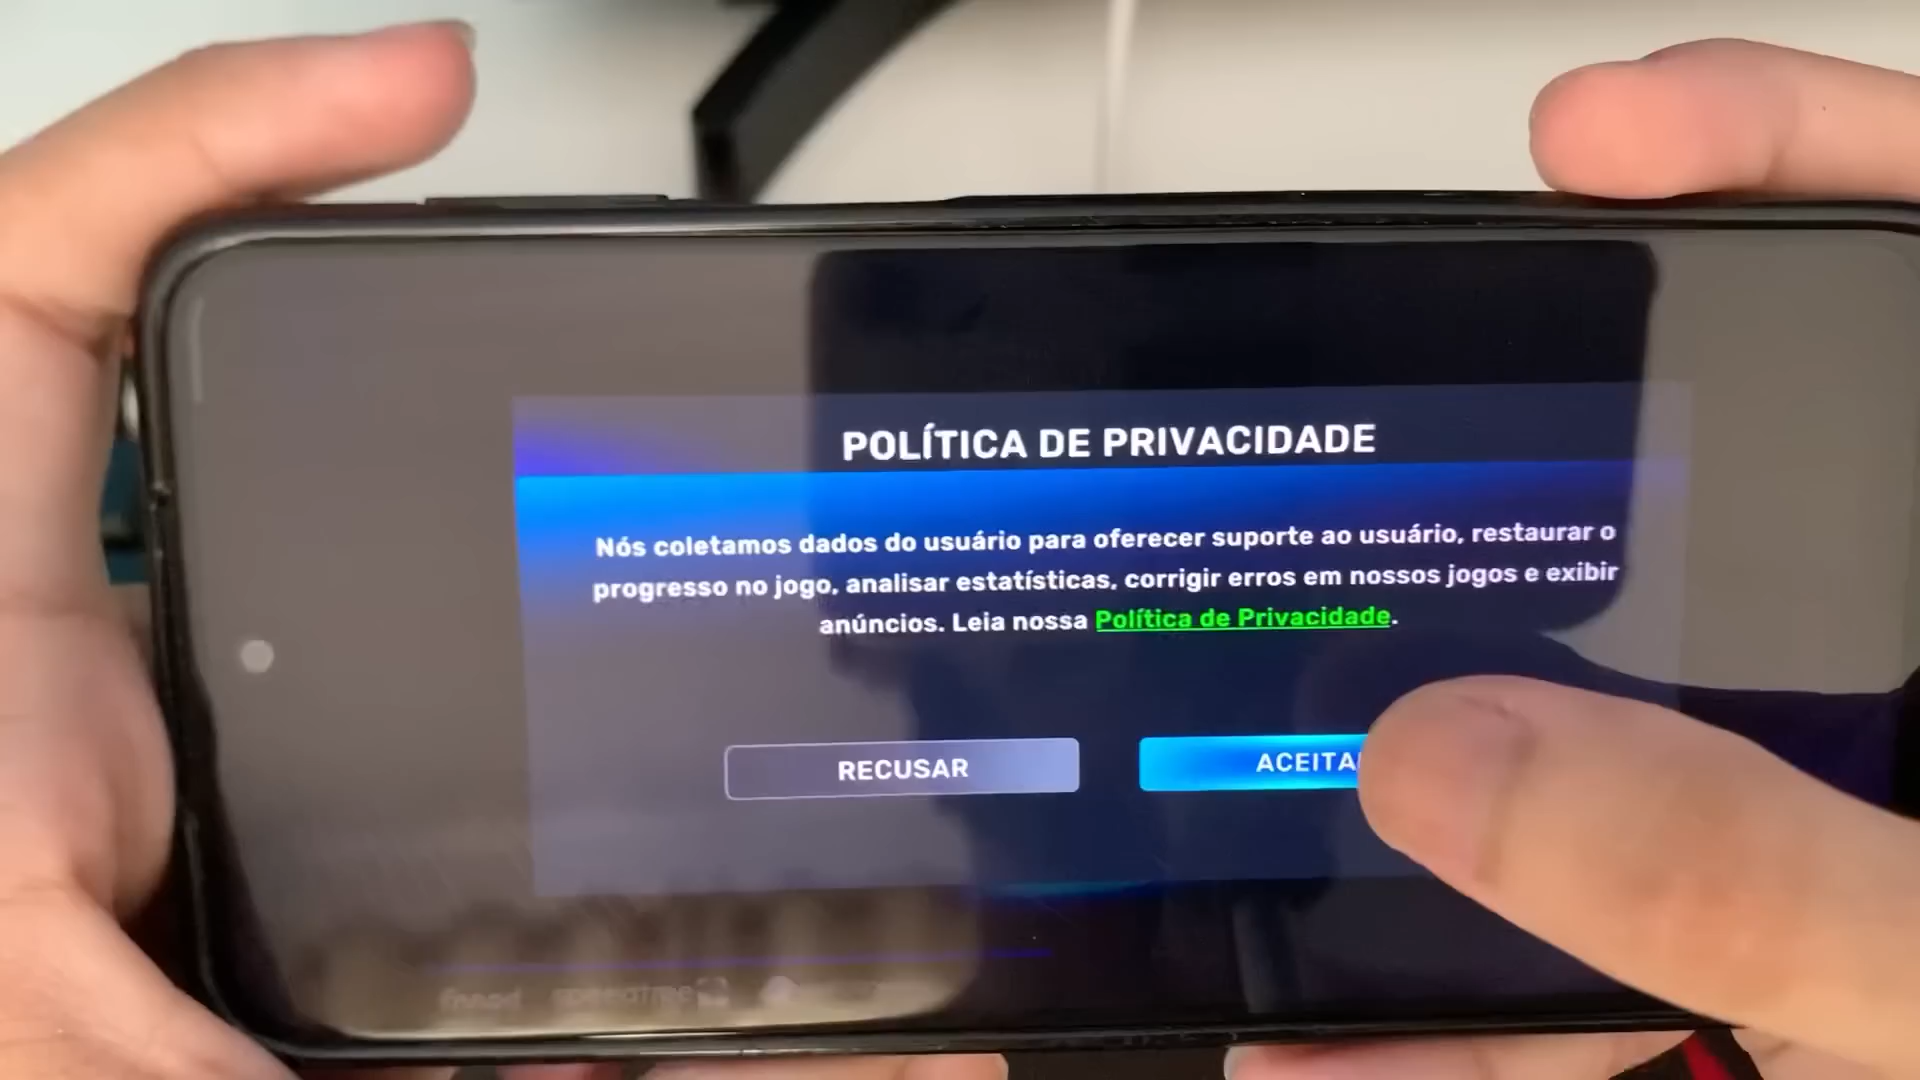 POLÍTICA DE PRIVACIDADE
Nós coletamos dados do usuário para oferecer suporte ao usuário, restaurar o
progresso no jogo, analisar estatísticas, corrigir erros em nossos jogos e exibir
anúncios. Leia nossa Política de Privacidade.
RECUSAR
ACEITA